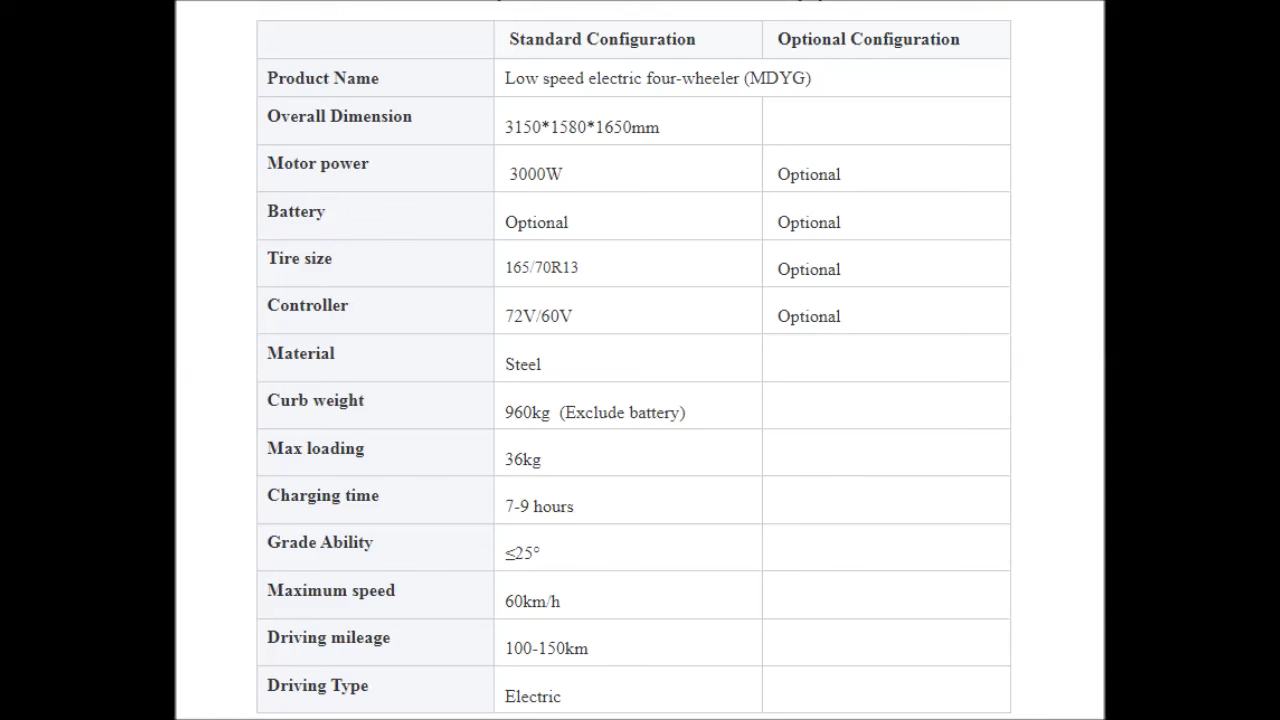 Standard Configuration Optional Configuration
Product Name Low speed electric four-wheeler (MDYG)
Overall Dimension 3150*1580*1650mm
Motor power 3000W Optional
Battery Optional Optional
Tire size 165/70R13 Optional
Controller 72V/60V Optional
Material Steel
Curb weight 960kg (Exclude battery)
Max loading 36kg
Charging time 7-9 hours
Grade Ability ≤25°
Maximum speed 60km/h
Driving mileage 100-150km
Driving Type Electric